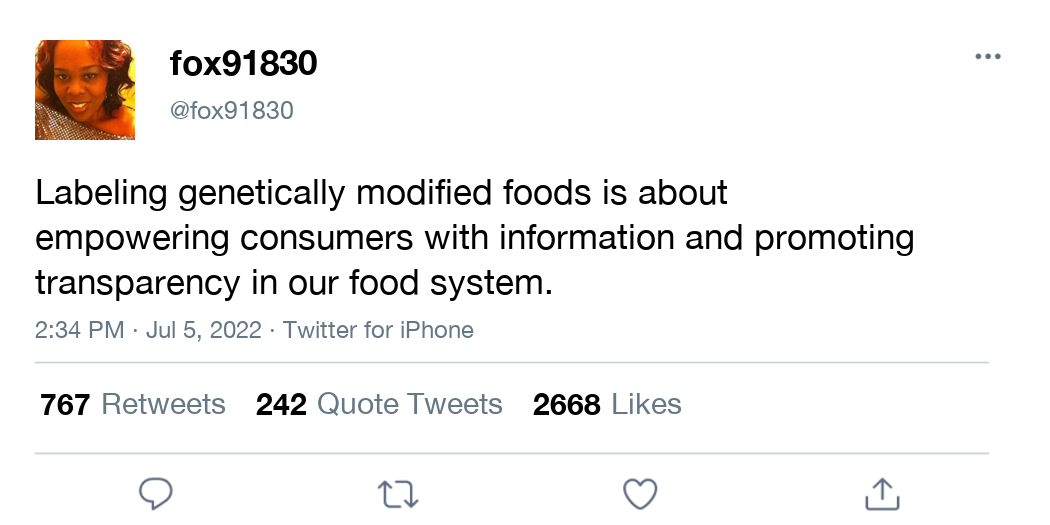 fox91830
@fox91830
Labeling genetically modified foods is about
empowering consumers with information and promoting
transparency in our food system.
2:34 PM · Jul 5, 2022 · Twitter for iPhone
767 Retweets 242 Quote Tweets 2668 Likes